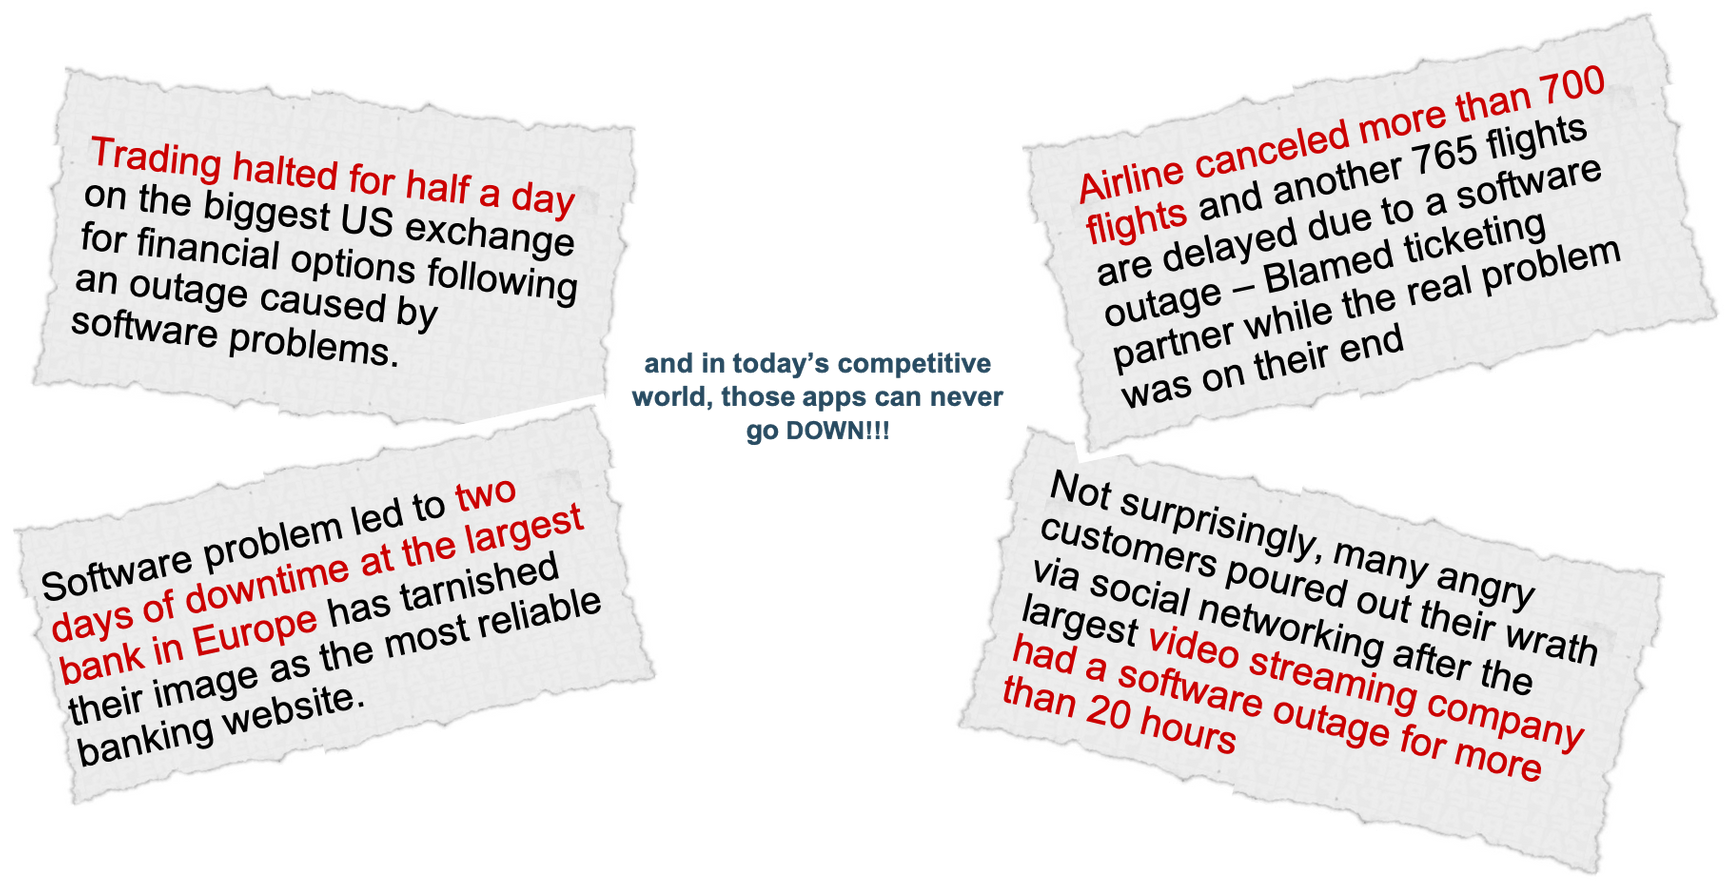 Trading halted for half a day
on the biggest US exchange
for financial options following
an outage caused by
software problems.
Airline canceled more than 700
flights and another 765 flights
are delayed due to a software
outage – Blamed ticketing
partner while the real problem
was on their end
and in today’s competitive
world, those apps can never
go DOWN!!!
Software problem led to two
days of downtime at the largest
bank in Europe has tarnished
their image as the most reliable
banking website.
Not surprisingly, many angry
customers poured out their wrath
via social networking after the
largest video streaming company
had a software outage for more
than 20 hours